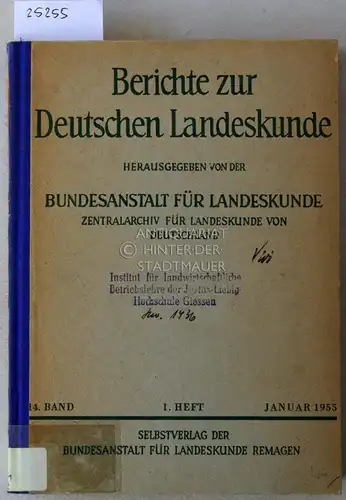 25255
Berichte zur
Deutschen Landeskunde
HERAUSGEGEBEN VON DER
BUNDESANSTALT FÜR LANDESKUNDE
ZENTRALARCHIV FÜR LANDESKUNDE VON
DEUTSCHLAND
ANTIQUARIAT
HINTER DER
STADTMAUER
Institut für landwirtschaftliche
Betriebslehre der Justus Liebig-
Hochschule Giessen
14. BAND 1. HEFT JANUAR 1955
SELBSTVERLAG DER
BUNDESANSTALT FÜR LANDESKUNDE REMAGEN